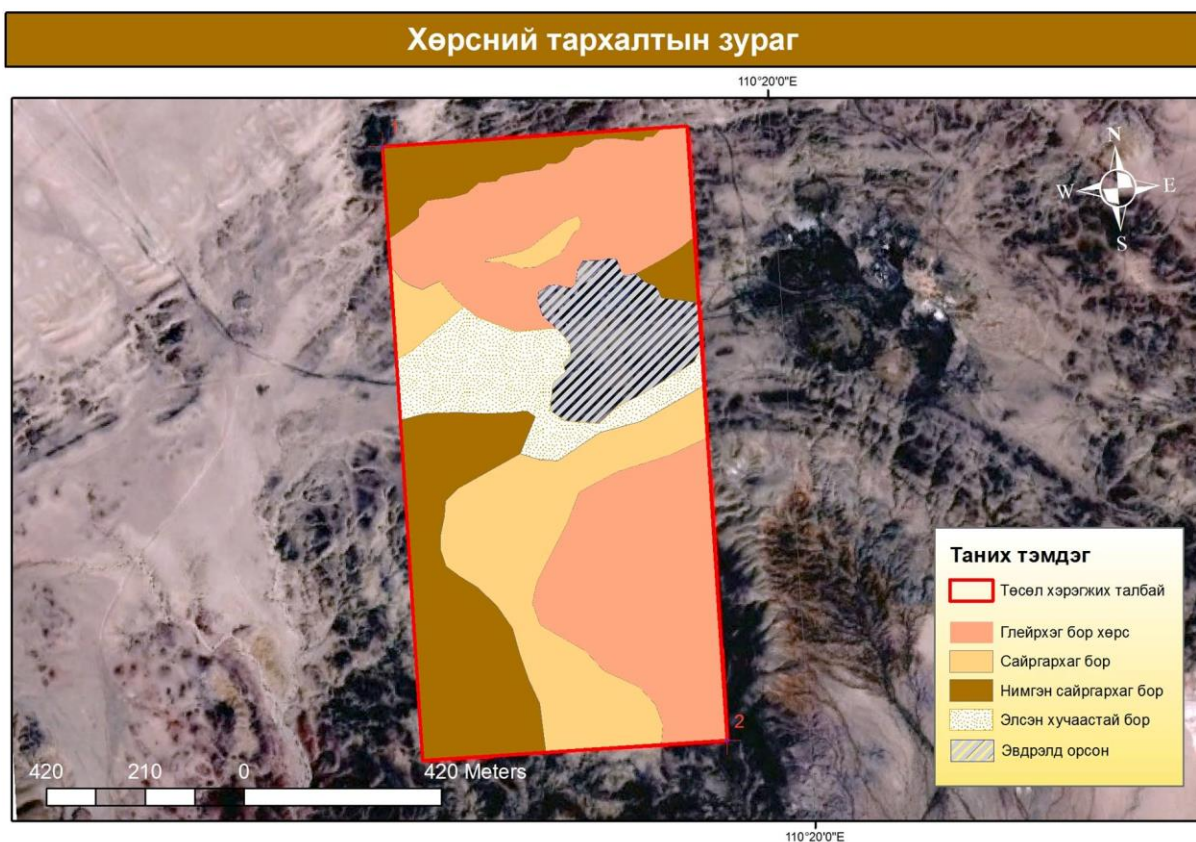 Хөрсний тархалтын зураг
110°20'0"E
1
N
W E
S
Таних тэмдэг
Төсөл хэрэгжих талбай
Глейрхэг бор хөрс
Сайргархаг бор
Нимгэн сайргархаг бор
Элсэн хучаастай бор
Эвдрэлд орсон
2
420 210 0 420 Meters
110°20'0"E